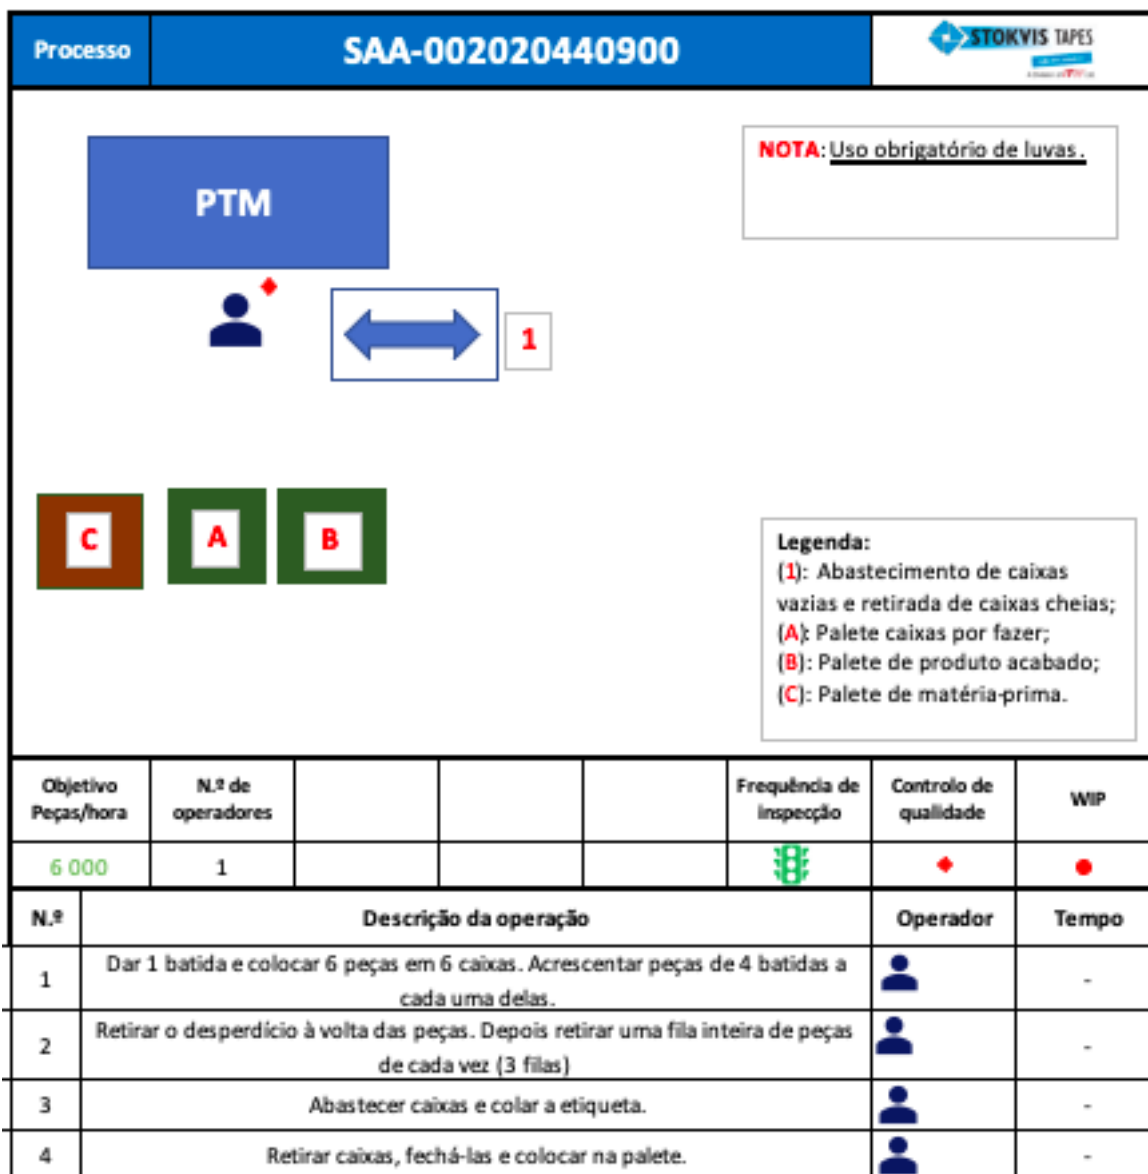 Processo
SAA-002020440900
STOKVIS TAPES
PTM
NOTA: Uso obrigatório de luvas.
1
C
A
B
Legenda:
(1): Abastecimento de caixas
vazias e retirada de caixas cheias;
(A): Palete caixas por fazer;
(B): Palete de produto acabado;
(C): Palete de matéria-prima.
Objetivo
Peças/hora
N.º de
operadores
Frequência de
inspecção
Controlo de
qualidade
WIP
6 000
1
N.º
Descrição da operação
Operador
Tempo
1
Dar 1 batida e colocar 6 peças em 6 caixas. Acrescentar peças de 4 batidas a
cada uma delas.
-
2
Retirar o desperdício à volta das peças. Depois retirar uma fila inteira de peças
de cada vez (3 filas)
-
3
Abastecer caixas e colar a etiqueta.
-
4
Retirar caixas, fechá-las e colocar na palete.
-